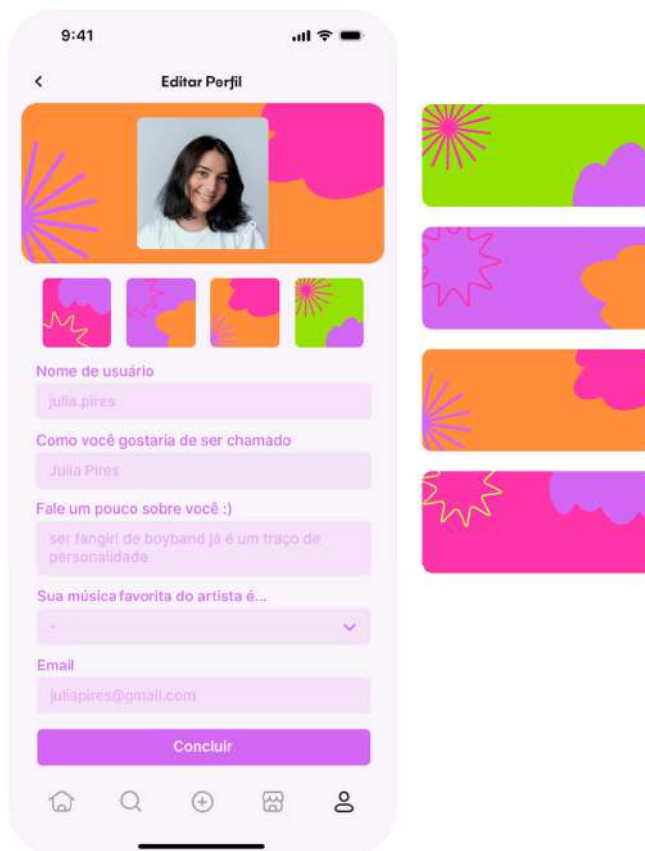 9:41
Editar Perfil
Nome de usuário
julia.pires
Como você gostaria de ser chamado
Julia Pires
Fale um pouco sobre você :)
ser fangirl de boyband já é um traço de
personalidade
Sua música favorita do artista é...
-
Email
juliapires@gmail.com
Concluir